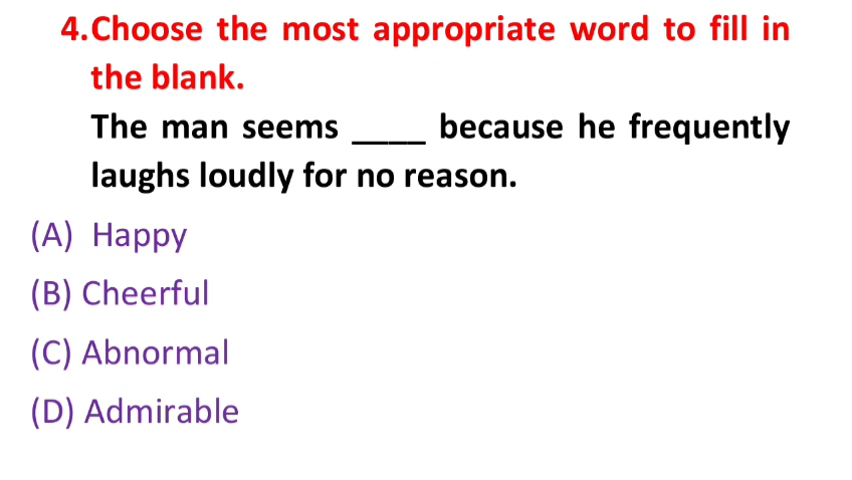 4.Choose the most appropriate word to fill in
the blank.
The man seems ____ because he frequently
laughs loudly for no reason.
(A) Happy
(B) Cheerful
(C) Abnormal
(D) Admirable